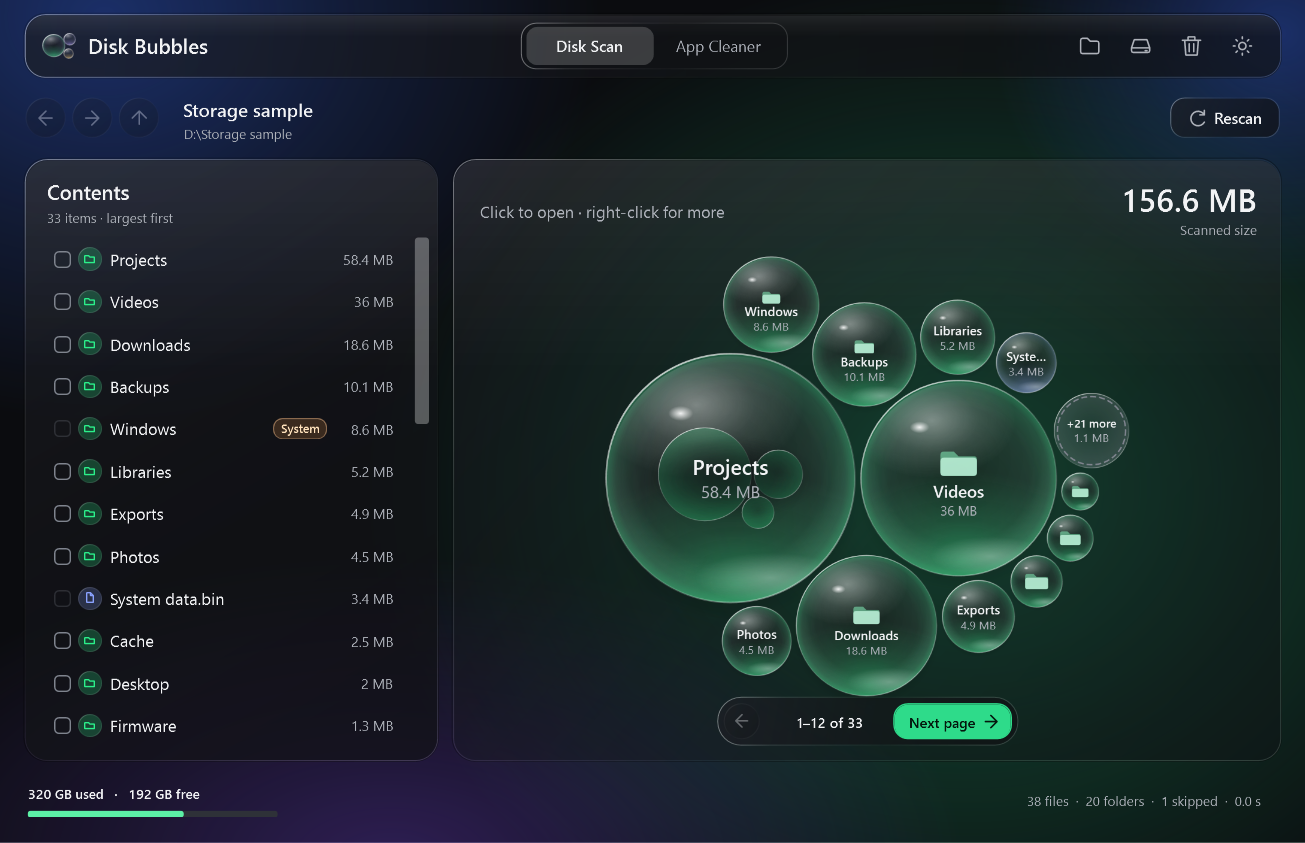 Disk Bubbles
Disk Scan
App Cleaner
Storage sample
D:\Storage sample
Rescan
Contents
33 items · largest first
Projects 58.4 MB
Videos 36 MB
Downloads 18.6 MB
Backups 10.1 MB
Windows System 8.6 MB
Libraries 5.2 MB
Exports 4.9 MB
Photos 4.5 MB
System data.bin 3.4 MB
Cache 2.5 MB
Desktop 2 MB
Firmware 1.3 MB
Click to open · right-click for more
156.6 MB
Scanned size
Windows
8.6 MB
Backups
10.1 MB
Libraries
5.2 MB
Syste...
3.4 MB
+21 more
1.1 MB
Projects
58.4 MB
Videos
36 MB
Exports
4.9 MB
Photos
4.5 MB
Downloads
18.6 MB
1–12 of 33
Next page
320 GB used · 192 GB free
38 files · 20 folders · 1 skipped · 0.0 s